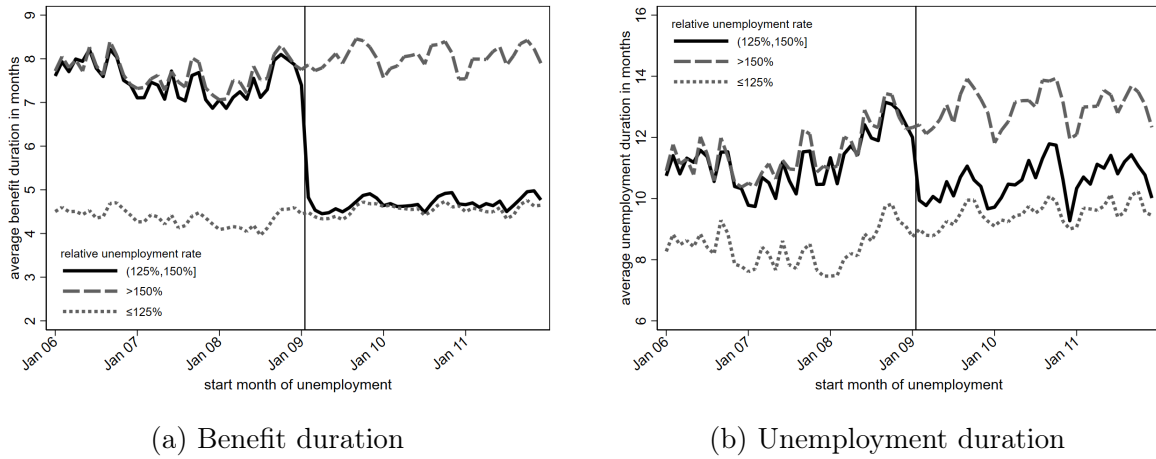 average benefit duration in months
9
8
7
6
5
4
3
2
relative unemployment rate
(125%,150%]
>150%
≤125%
Jan 06
Jan 07
Jan 08
Jan 09
Jan 10
Jan 11
start month of unemployment
(a) Benefit duration
average unemployment duration in months
16
14
12
10
8
6
relative unemployment rate
(125%,150%]
>150%
≤125%
Jan 06
Jan 07
Jan 08
Jan 09
Jan 10
Jan 11
start month of unemployment
(b) Unemployment duration